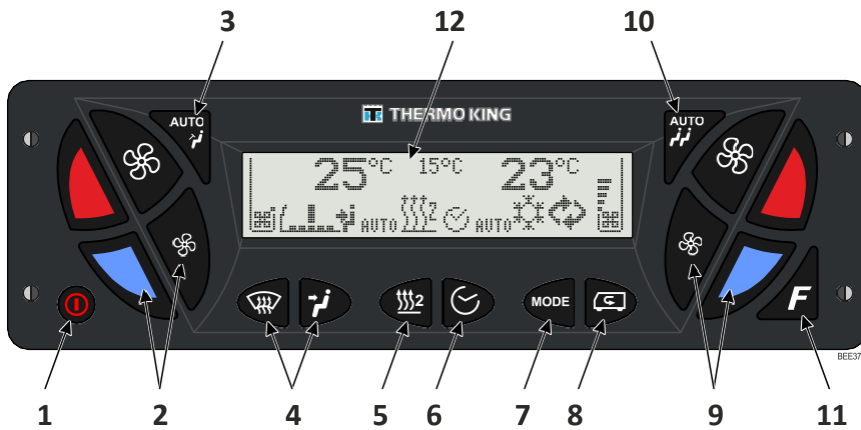 3 12 10
AUTO THERMO KING AUTO
25°C 15°C 23°C
AUTO 2 AUTO
2 MODE F
BEE37
1 2 4 5 6 7 8 9 11